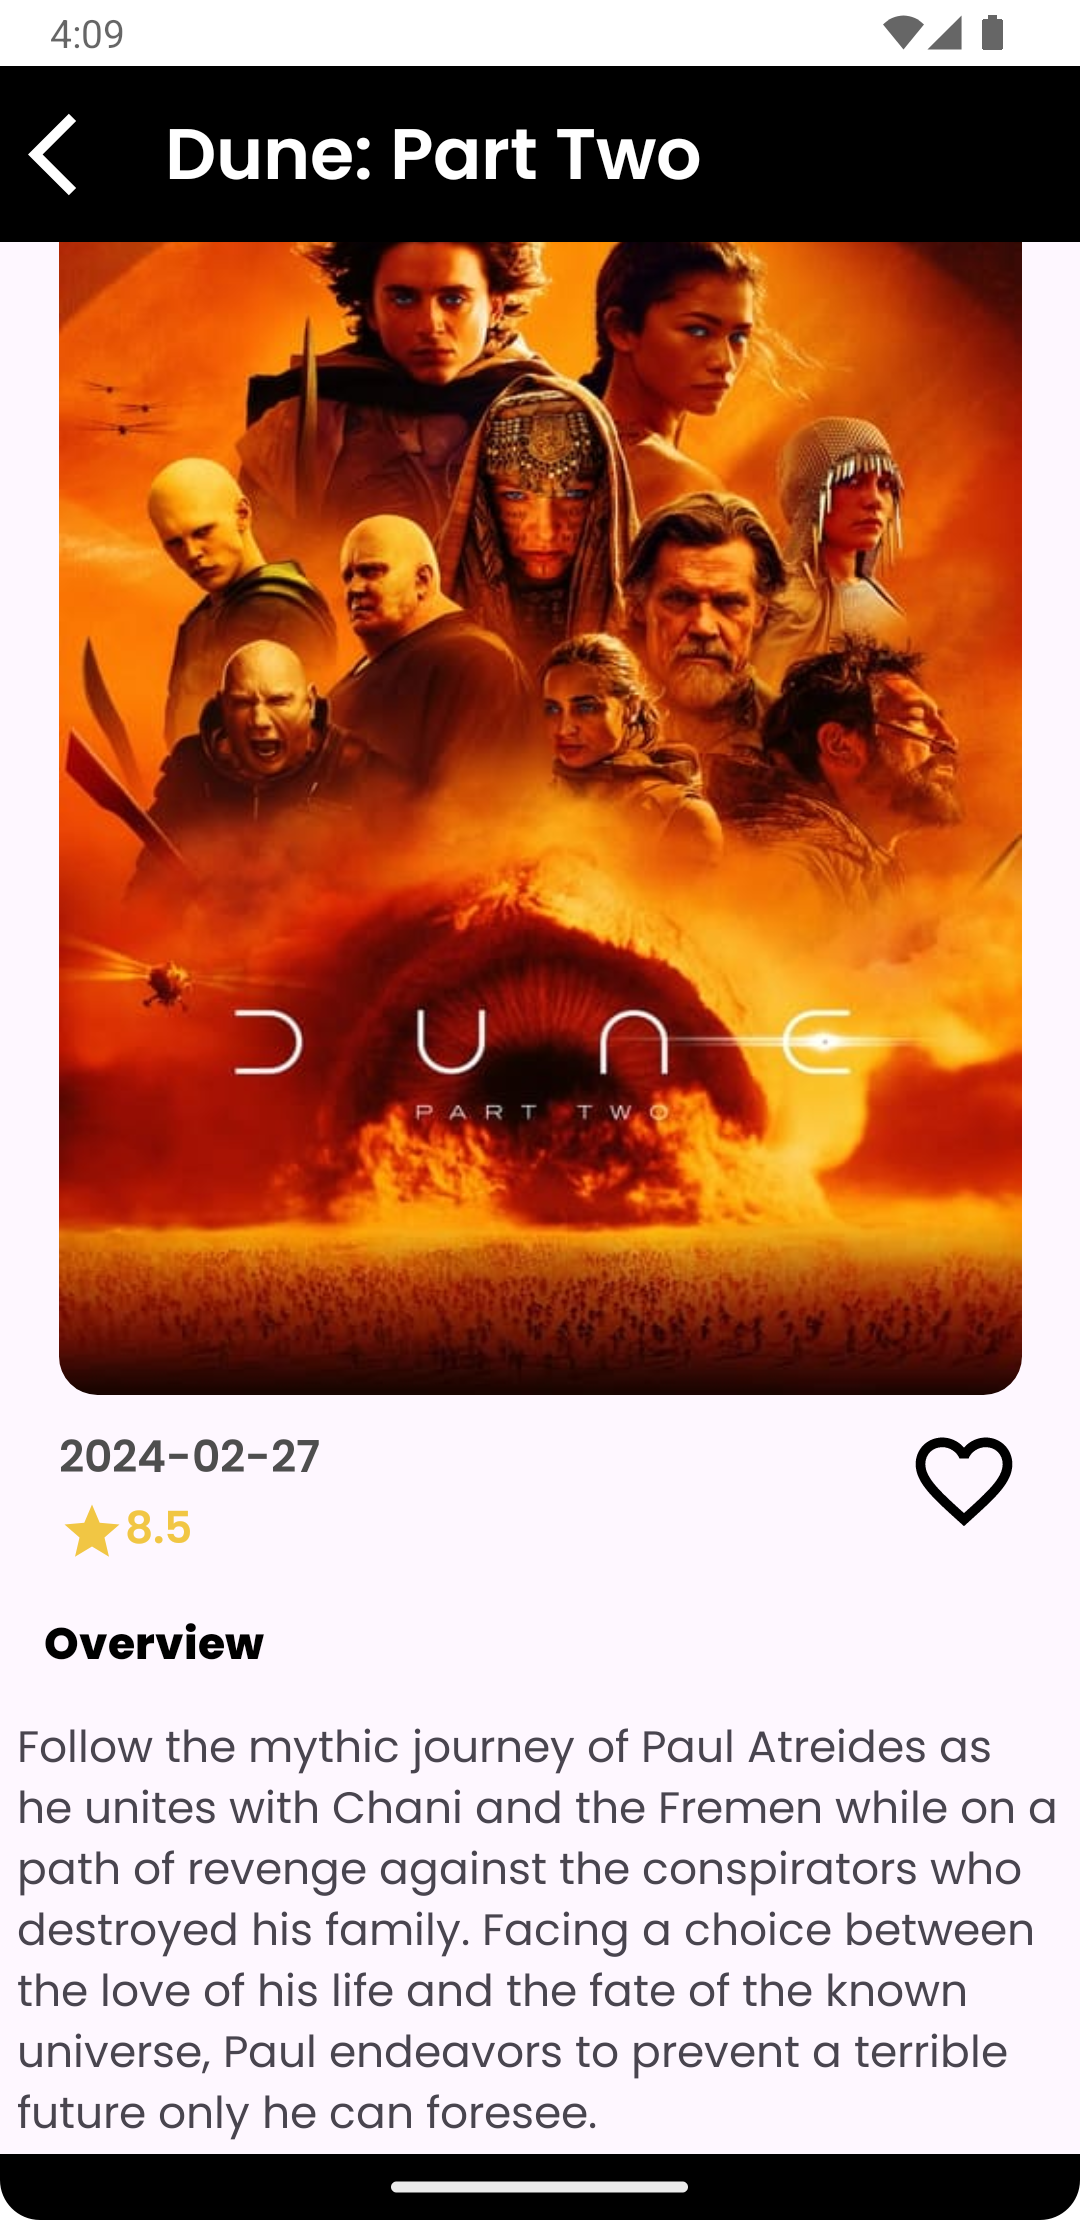 4:09
Dune: Part Two
DUNE
PART TWO
2024-02-27
8.5
Overview
Follow the mythic journey of Paul Atreides as
he unites with Chani and the Fremen while on a
path of revenge against the conspirators who
destroyed his family. Facing a choice between
the love of his life and the fate of the known
universe, Paul endeavors to prevent a terrible
future only he can foresee.